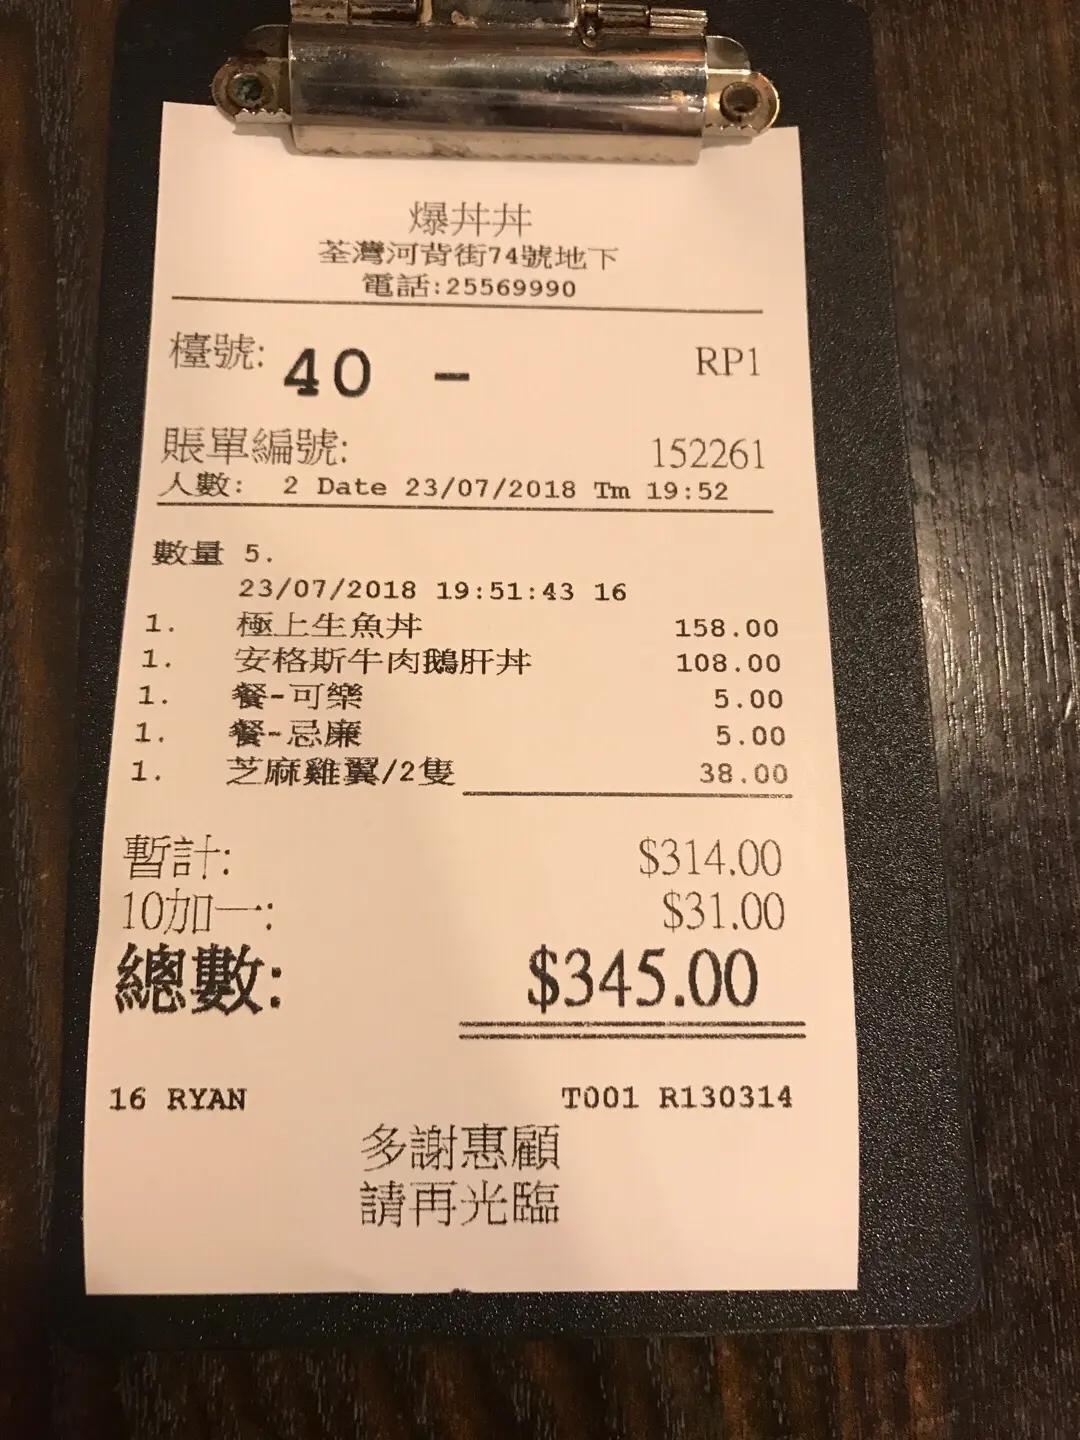 爆丼丼
荃灣河背街74號地下
電話:25569990
檯號: 40 - RP1
賬單編號: 152261
人數: 2 Date 23/07/2018 Tm 19:52
數量 5.
23/07/2018 19:51:43 16
1. 極上生魚丼 158.00
1. 安格斯牛肉鵝肝丼 108.00
1. 餐-可樂 5.00
1. 餐-忌廉 5.00
1. 芝麻雞翼/2隻 38.00
暫計: $314.00
10加一: $31.00
總數: $345.00
16 RYAN T001 R130314
多謝惠顧
請再光臨